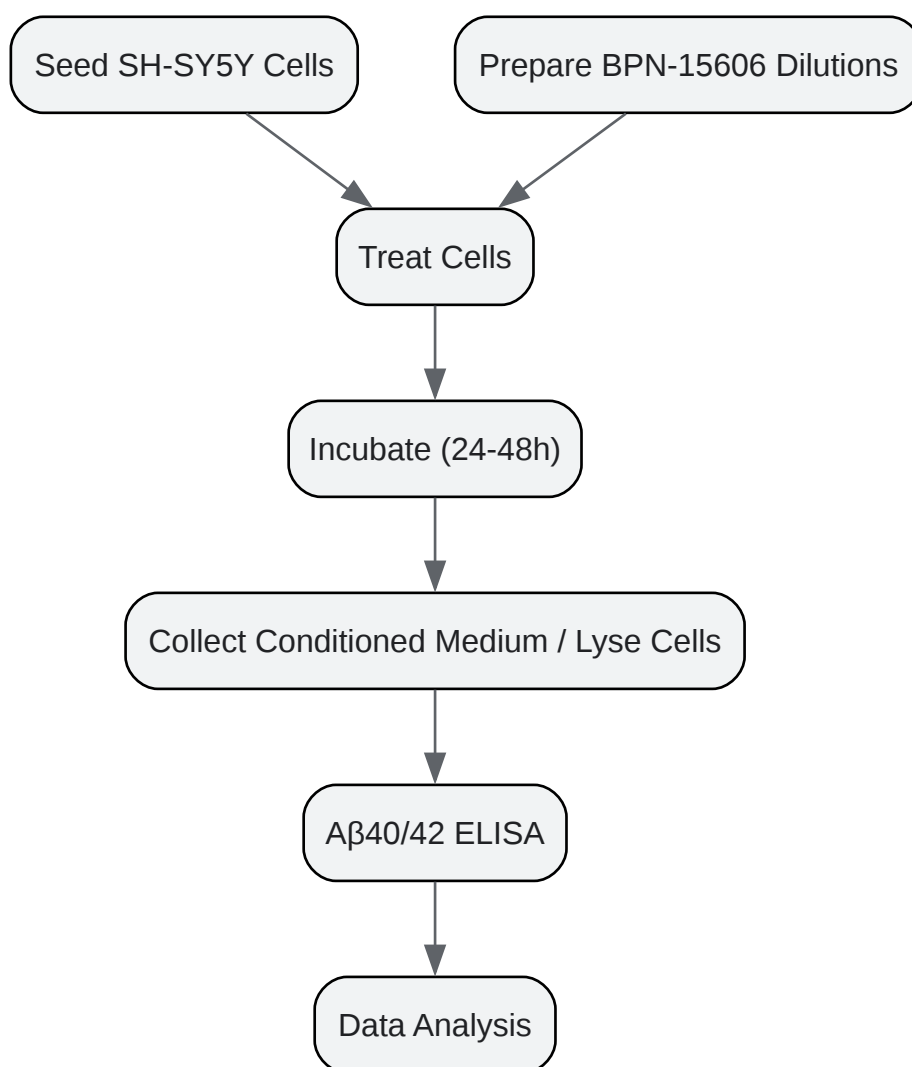 Seed SH-SY5Y Cells
Prepare BPN-15606 Dilutions
Treat Cells
Incubate (24-48h)
Collect Conditioned Medium / Lyse Cells
Aβ40/42 ELISA
Data Analysis